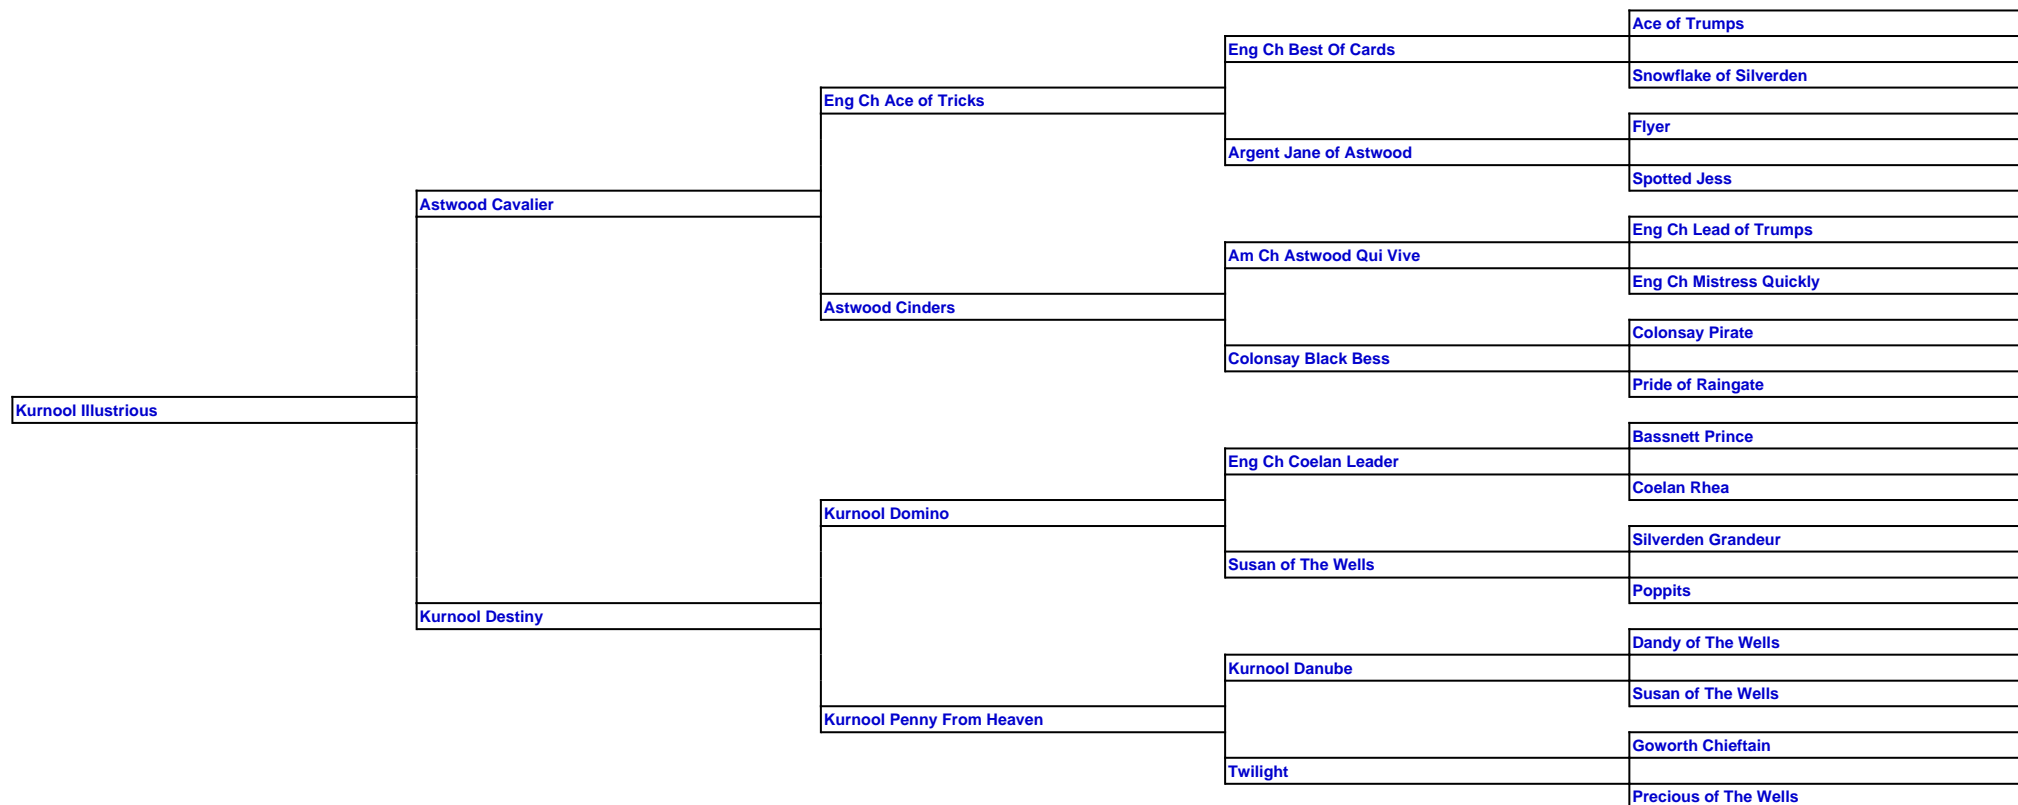 Ace of Trumps
Eng Ch Best Of Cards
Snowflake of Silverden
Eng Ch Ace of Tricks
Flyer
Argent Jane of Astwood
Spotted Jess
Astwood Cavalier
Eng Ch Lead of Trumps
Am Ch Astwood Qui Vive
Eng Ch Mistress Quickly
Astwood Cinders
Colonsay Pirate
Colonsay Black Bess
Pride of Raingate
Kurnool Illustrious
Bassnett Prince
Eng Ch Coelan Leader
Coelan Rhea
Kurnool Domino
Silverden Grandeur
Susan of The Wells
Poppits
Kurnool Destiny
Dandy of The Wells
Kurnool Danube
Susan of The Wells
Kurnool Penny From Heaven
Goworth Chieftain
Twilight
Precious of The Wells